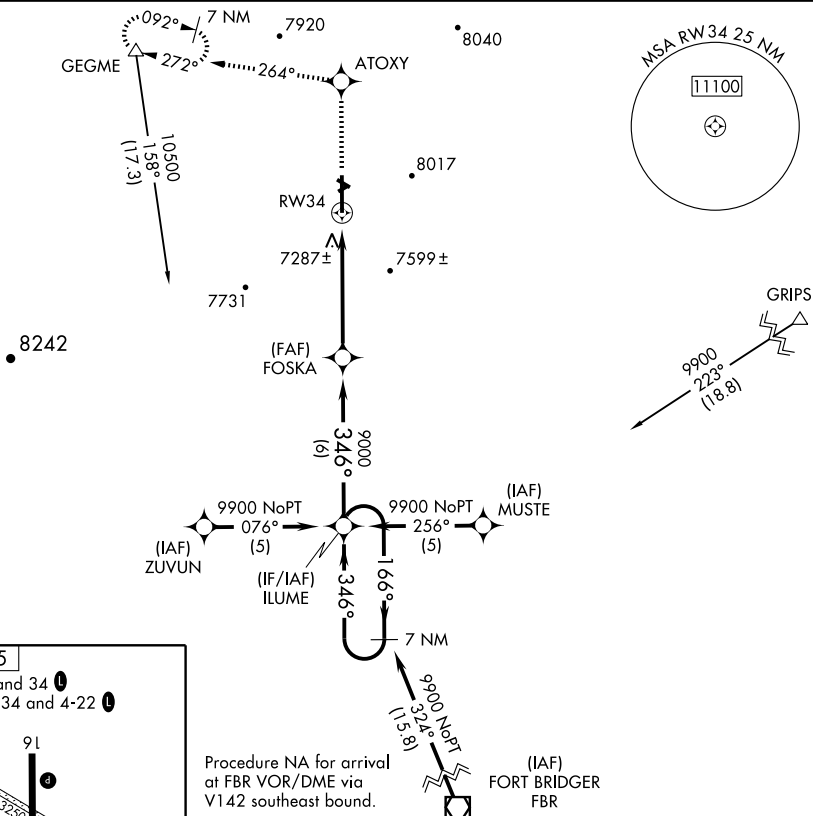 092°
7 NM
7920
8040
GEGME
272°
264°
ATOXY
MSA RW34 25 NM
11100
10500
158°
(17.3)
8017
RW34
7287±
7599±
7731
GRIPS
8242
(FAF)
FOSKA
9900
223°
(18.8)
9000
346°
(6)
9900 NoPT
076°
(5)
9900 NoPT
256°
(5)
(IAF)
MUSTE
(IAF)
ZUVUN
(IF/IAF)
ILUME
346°
166°
7 NM
9900 NoPT
324°
(15.8)
5
and 34 L
34 and 4-22 L
16
P
3250
Procedure NA for arrival
at FBR VOR/DME via
V142 southeast bound.
(IAF)
FORT BRIDGER
FBR